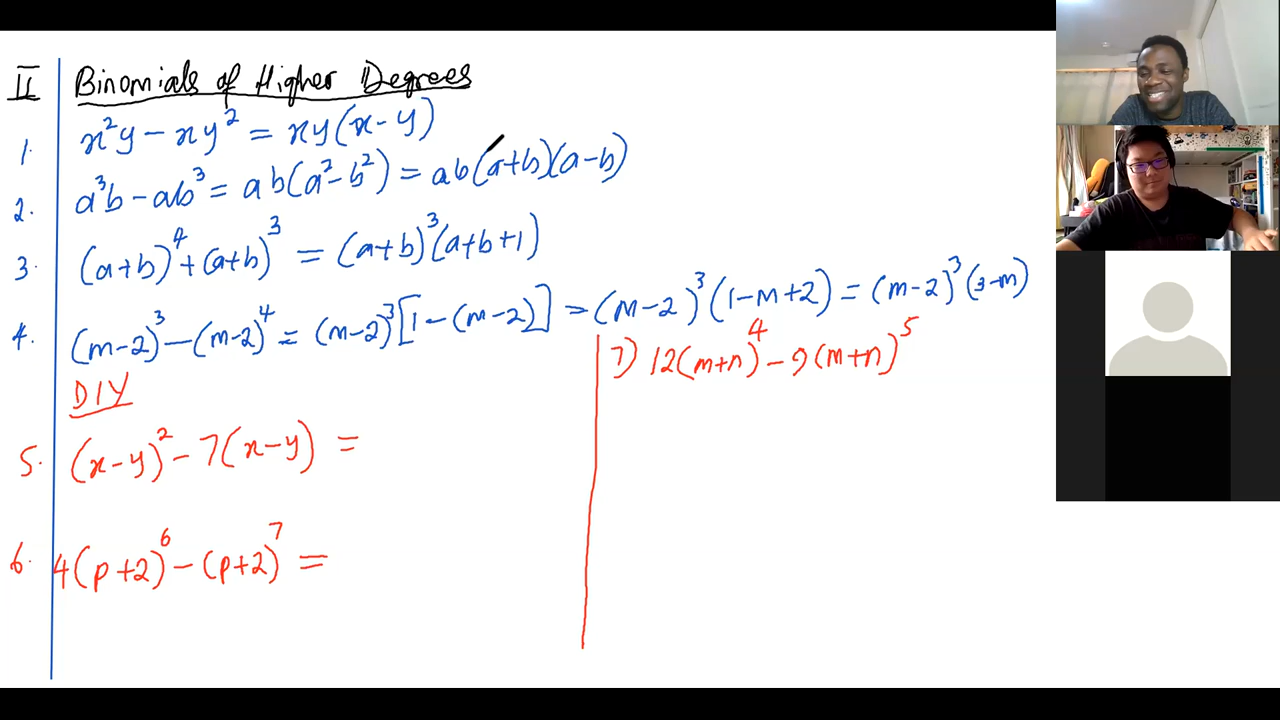 II Binomials of Higher Degrees
1. x²y - xy² = xy(x-y)
2. a³b - ab³ = ab(a²-b²) = ab(a+b)(a-b)
3. (a+b)⁴+(a+b)³ = (a+b)³(a+b+1)
4. (m-2)³-(m-2)⁴ = (m-2)³[1-(m-2)] = (m-2)³(1-m+2) = (m-2)³(3-m)
DIY
5. (x-y)² - 7(x-y) =
6. 4(p+2)⁶ - (p+2)⁷ =
7) 12(m+n)⁴ - 9(m+n)⁵